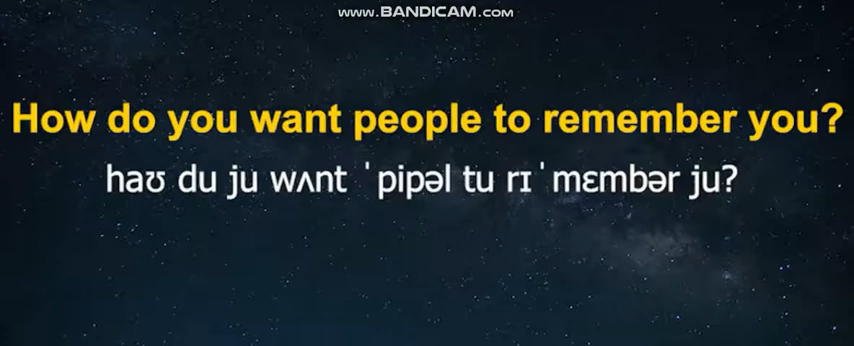 www.BANDICAM.com
How do you want people to remember you?
haʊ du ju wʌnt ˈpipəl tu rɪˈmɛmbər ju?